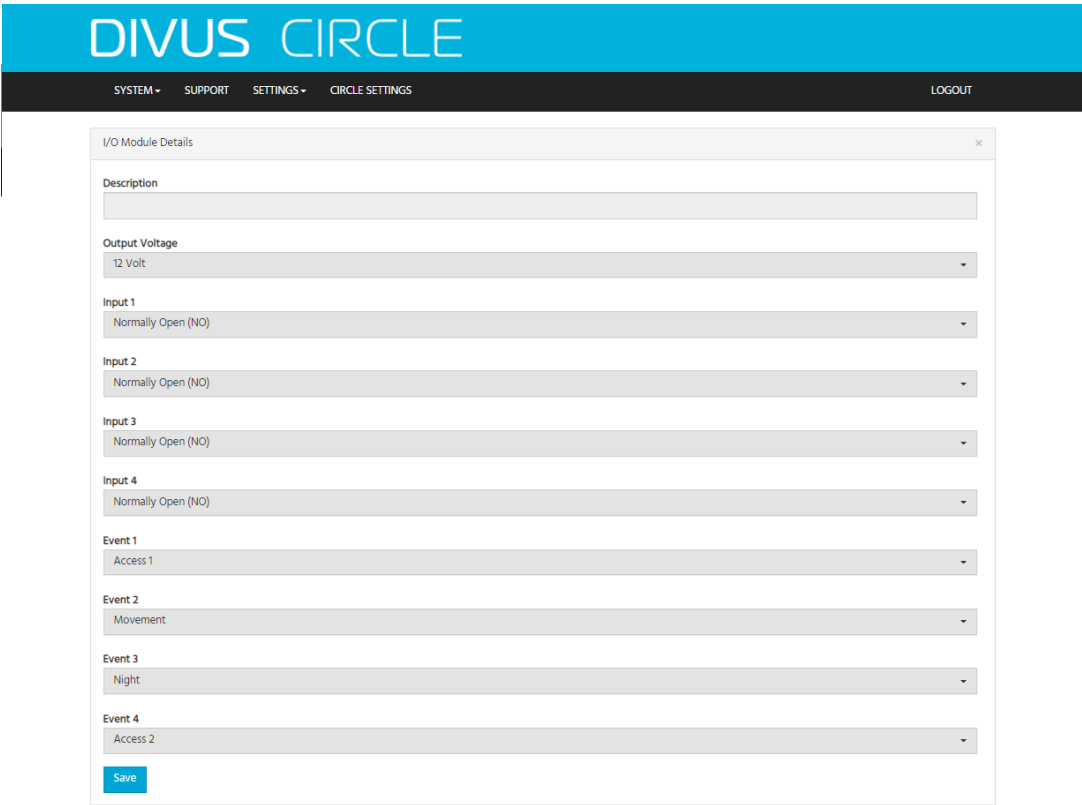 DIVUS CIRCLE
SYSTEM SUPPORT SETTINGS CIRCLE SETTINGS LOGOUT
I/O Module Details ×
Description
Output Voltage
12 Volt
Input 1
Normally Open (NO)
Input 2
Normally Open (NO)
Input 3
Normally Open (NO)
Input 4
Normally Open (NO)
Event 1
Access 1
Event 2
Movement
Event 3
Night
Event 4
Access 2
Save